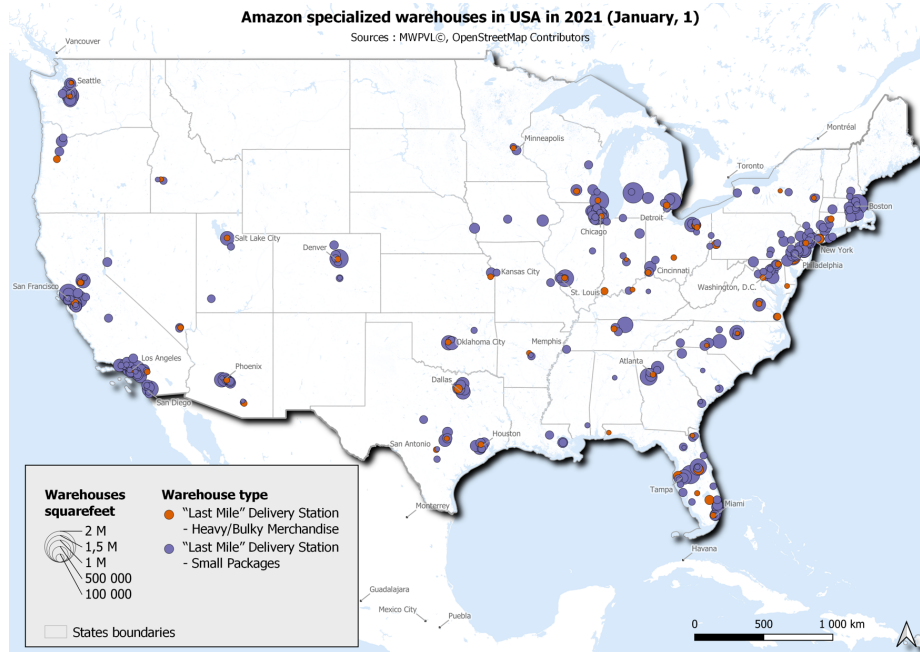 Amazon specialized warehouses in USA in 2021 (January, 1)
Sources : MWPVL©, OpenStreetMap Contributors
Vancouver
Seattle
Minneapolis
Montréal
Toronto
Boston
Detroit
Chicago
New York
Philadelphia
Salt Lake City
Denver
Kansas City
Cincinnati
Washington, D.C.
San Francisco
St. Louis
Oklahoma City
Memphis
Los Angeles
Phoenix
Atlanta
Dallas
San Diego
San Antonio
Houston
Tampa
Miami
Monterrey
Havana
Guadalajara
Mexico City
Puebla
Warehouses
squarefeet
2 M
1,5 M
1 M
500 000
100 000
Warehouse type
“Last Mile” Delivery Station
- Heavy/Bulky Merchandise
“Last Mile” Delivery Station
- Small Packages
States boundaries
0 500 1 000 km